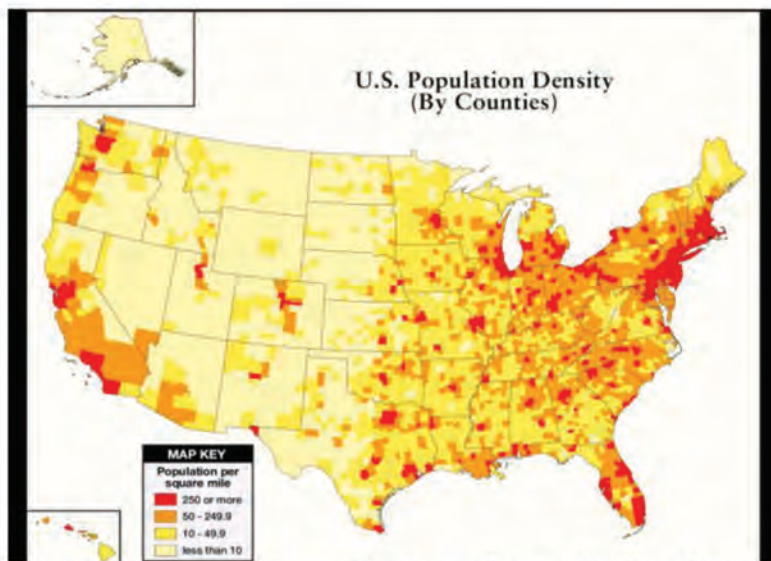 U.S. Population Density
(By Counties)
MAP KEY
Population per
square mile
250 or more
50 - 249.9
10 - 49.9
less than 10